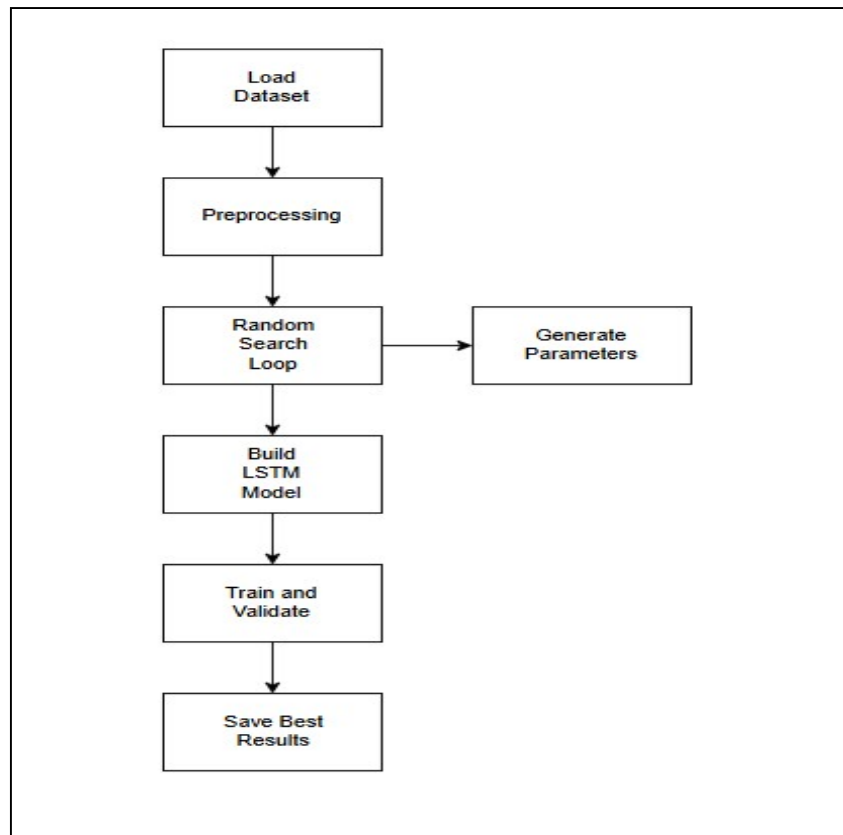 Load
Dataset
Preprocessing
Random
Search
Loop
Generate
Parameters
Build
LSTM
Model
Train and
Validate
Save Best
Results